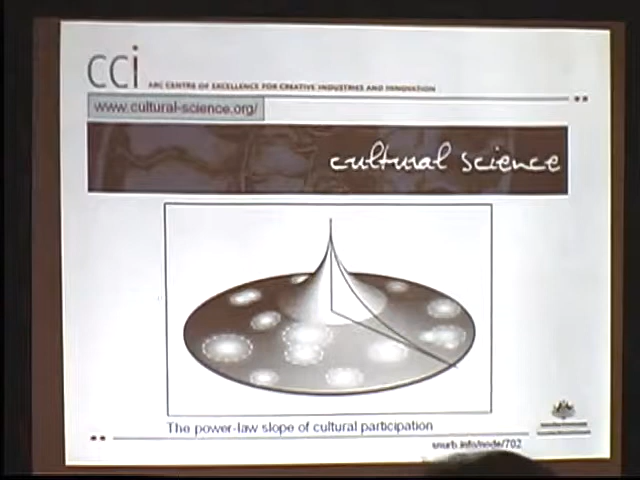 cci ARC CENTRE OF EXCELLENCE FOR CREATIVE INDUSTRIES AND INNOVATION
www.cultural-science.org/
cultural science
The power-law slope of cultural participation
snurb.info/node/702